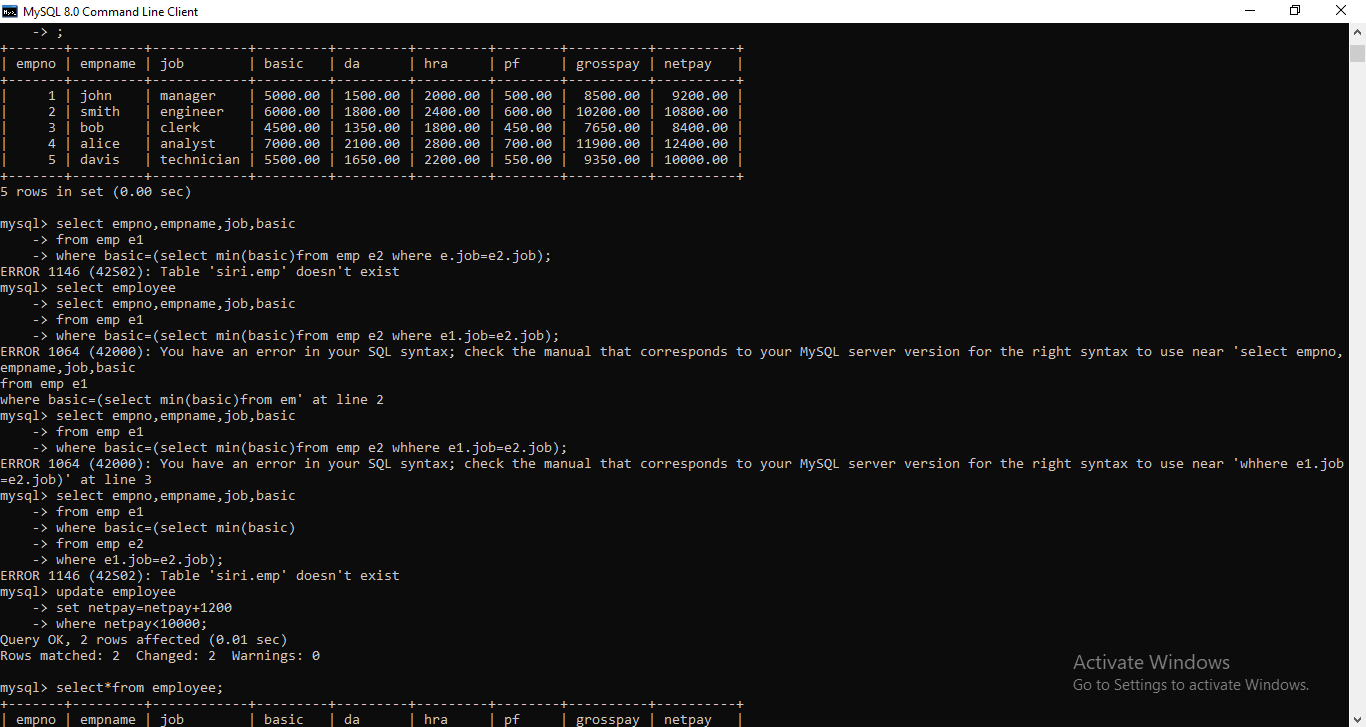 MySQL 8.0 Command Line Client
    -> ;
+-------+---------+------------+---------+---------+---------+--------+----------+----------+
| empno | empname | job        | basic   | da      | hra     | pf     | grosspay | netpay   |
+-------+---------+------------+---------+---------+---------+--------+----------+----------+
|     1 | john    | manager    | 5000.00 | 1500.00 | 2000.00 | 500.00 |  8500.00 |  9200.00 |
|     2 | smith   | engineer   | 6000.00 | 1800.00 | 2400.00 | 600.00 | 10200.00 | 10800.00 |
|     3 | bob     | clerk      | 4500.00 | 1350.00 | 1800.00 | 450.00 |  7650.00 |  8400.00 |
|     4 | alice   | analyst    | 7000.00 | 2100.00 | 2800.00 | 700.00 | 11900.00 | 12400.00 |
|     5 | davis   | technician | 5500.00 | 1650.00 | 2200.00 | 550.00 |  9350.00 | 10000.00 |
+-------+---------+------------+---------+---------+---------+--------+----------+----------+
5 rows in set (0.00 sec)
mysql> select empno,empname,job,basic
    -> from emp e1
    -> where basic=(select min(basic)from emp e2 where e.job=e2.job);
ERROR 1146 (42S02): Table 'siri.emp' doesn't exist
mysql> select employee
    -> select empno,empname,job,basic
    -> from emp e1
    -> where basic=(select min(basic)from emp e2 where e1.job=e2.job);
ERROR 1064 (42000): You have an error in your SQL syntax; check the manual that corresponds to your MySQL server version for the right syntax to use near 'select empno,
empname,job,basic
from emp e1
where basic=(select min(basic)from em' at line 2
mysql> select empno,empname,job,basic
    -> from emp e1
    -> where basic=(select min(basic)from emp e2 whhere e1.job=e2.job);
ERROR 1064 (42000): You have an error in your SQL syntax; check the manual that corresponds to your MySQL server version for the right syntax to use near 'whhere e1.job
=e2.job)' at line 3
mysql> select empno,empname,job,basic
    -> from emp e1
    -> where basic=(select min(basic)
    -> from emp e2
    -> where e1.job=e2.job);
ERROR 1146 (42S02): Table 'siri.emp' doesn't exist
mysql> update employee
    -> set netpay=netpay+1200
    -> where netpay<10000;
Query OK, 2 rows affected (0.01 sec)
Rows matched: 2  Changed: 2  Warnings: 0
mysql> select*from employee;
+-------+---------+------------+---------+---------+---------+--------+----------+----------+
| empno | empname | job        | basic   | da      | hra     | pf     | grosspay | netpay   |
Activate Windows
Go to Settings to activate Windows.